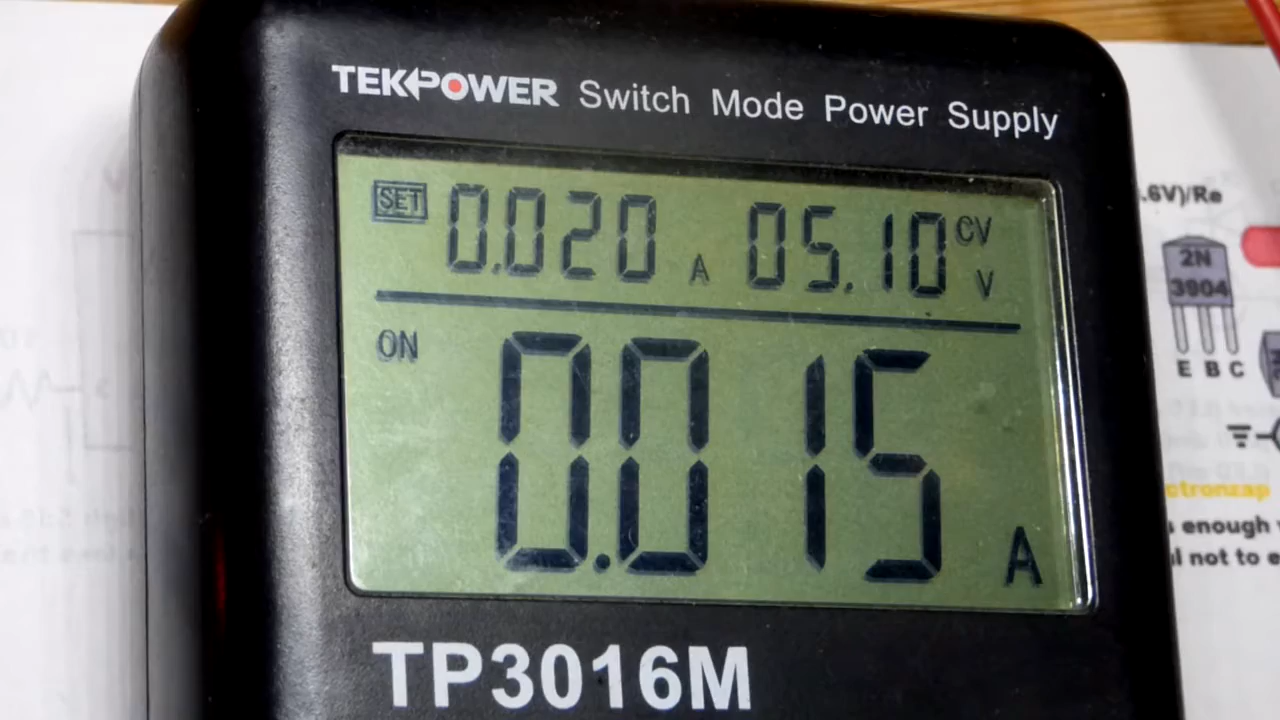 TEKPOWER Switch Mode Power Supply
SET 0.020 A 05.10 CV V
ON
0.015 A
TP3016M
.6V)/Re
2N
3904
E B C
ctronzap
enough
not to